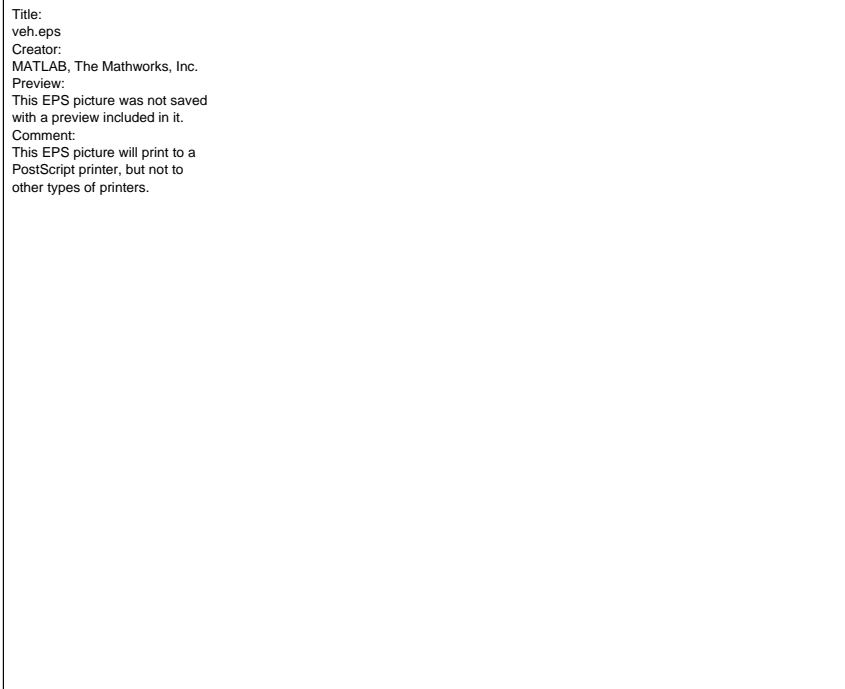 Title:
veh.eps
Creator:
MATLAB, The Mathworks, Inc.
Preview:
This EPS picture was not saved
with a preview included in it.
Comment:
This EPS picture will print to a
PostScript printer, but not to
other types of printers.